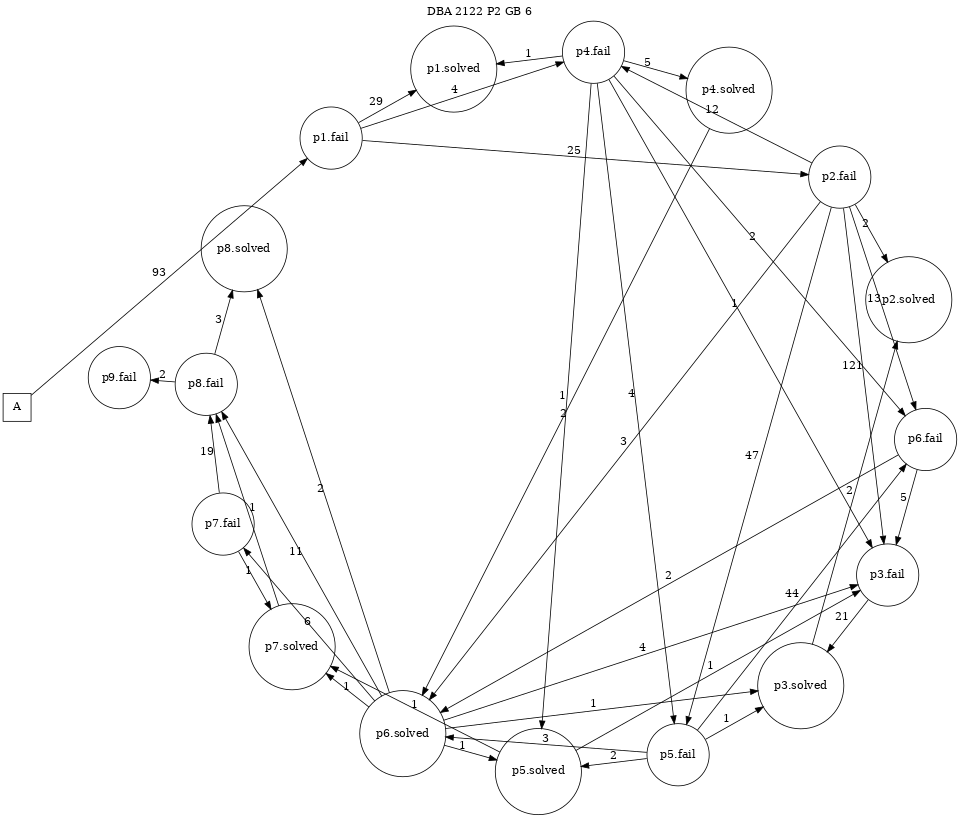 DBA 2122 P2 GB 6
p4.fail
p1.solved
1
5
p4.solved
29
4
12
p1.fail
25
p2.fail
2
p8.solved
2
93
13
p2.solved
1
3
121
p9.fail
2
p8.fail
A
1
4
2
3
p6.fail
19
47
2
2
5
p7.fail
1
11
1
2
p3.fail
44
6
21
p7.solved
4
1
1
p3.solved
1
1
1
p6.solved
3
1
2
p5.fail
p5.solved